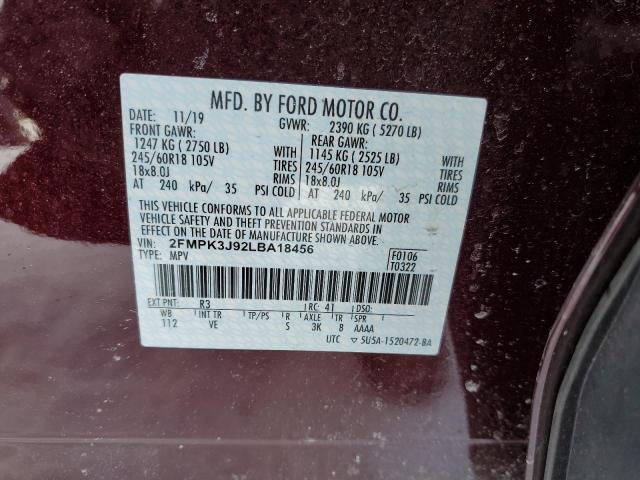 MFD. BY FORD MOTOR CO.
DATE: 11/19 GVWR: 2390 KG ( 5270 LB)
FRONT GAWR: REAR GAWR:
1247 KG ( 2750 LB) WITH 1145 KG ( 2525 LB) WITH
245/60R18 105V TIRES 245/60R18 105V TIRES
18x8.0J RIMS 18x8.0J RIMS
AT 240 kPa/ 35 PSI COLD AT 240 kPa/ 35 PSI COLD
THIS VEHICLE CONFORMS TO ALL APPLICABLE FEDERAL MOTOR
VEHICLE SAFETY AND THEFT PREVENTION STANDARDS IN
EFFECT ON THE DATE OF MANUFACTURE SHOWN ABOVE.
VIN: 2FMPK3J92LBA18456 F0106
TYPE: MPV T0322
EXT PNT: R3 RC: 41 DSO:
WB INT TR TP/PS R AXLE TR SPR
112 VE S 3K 8 AAAA
UTC ▽ 5U5A-1520472-BA